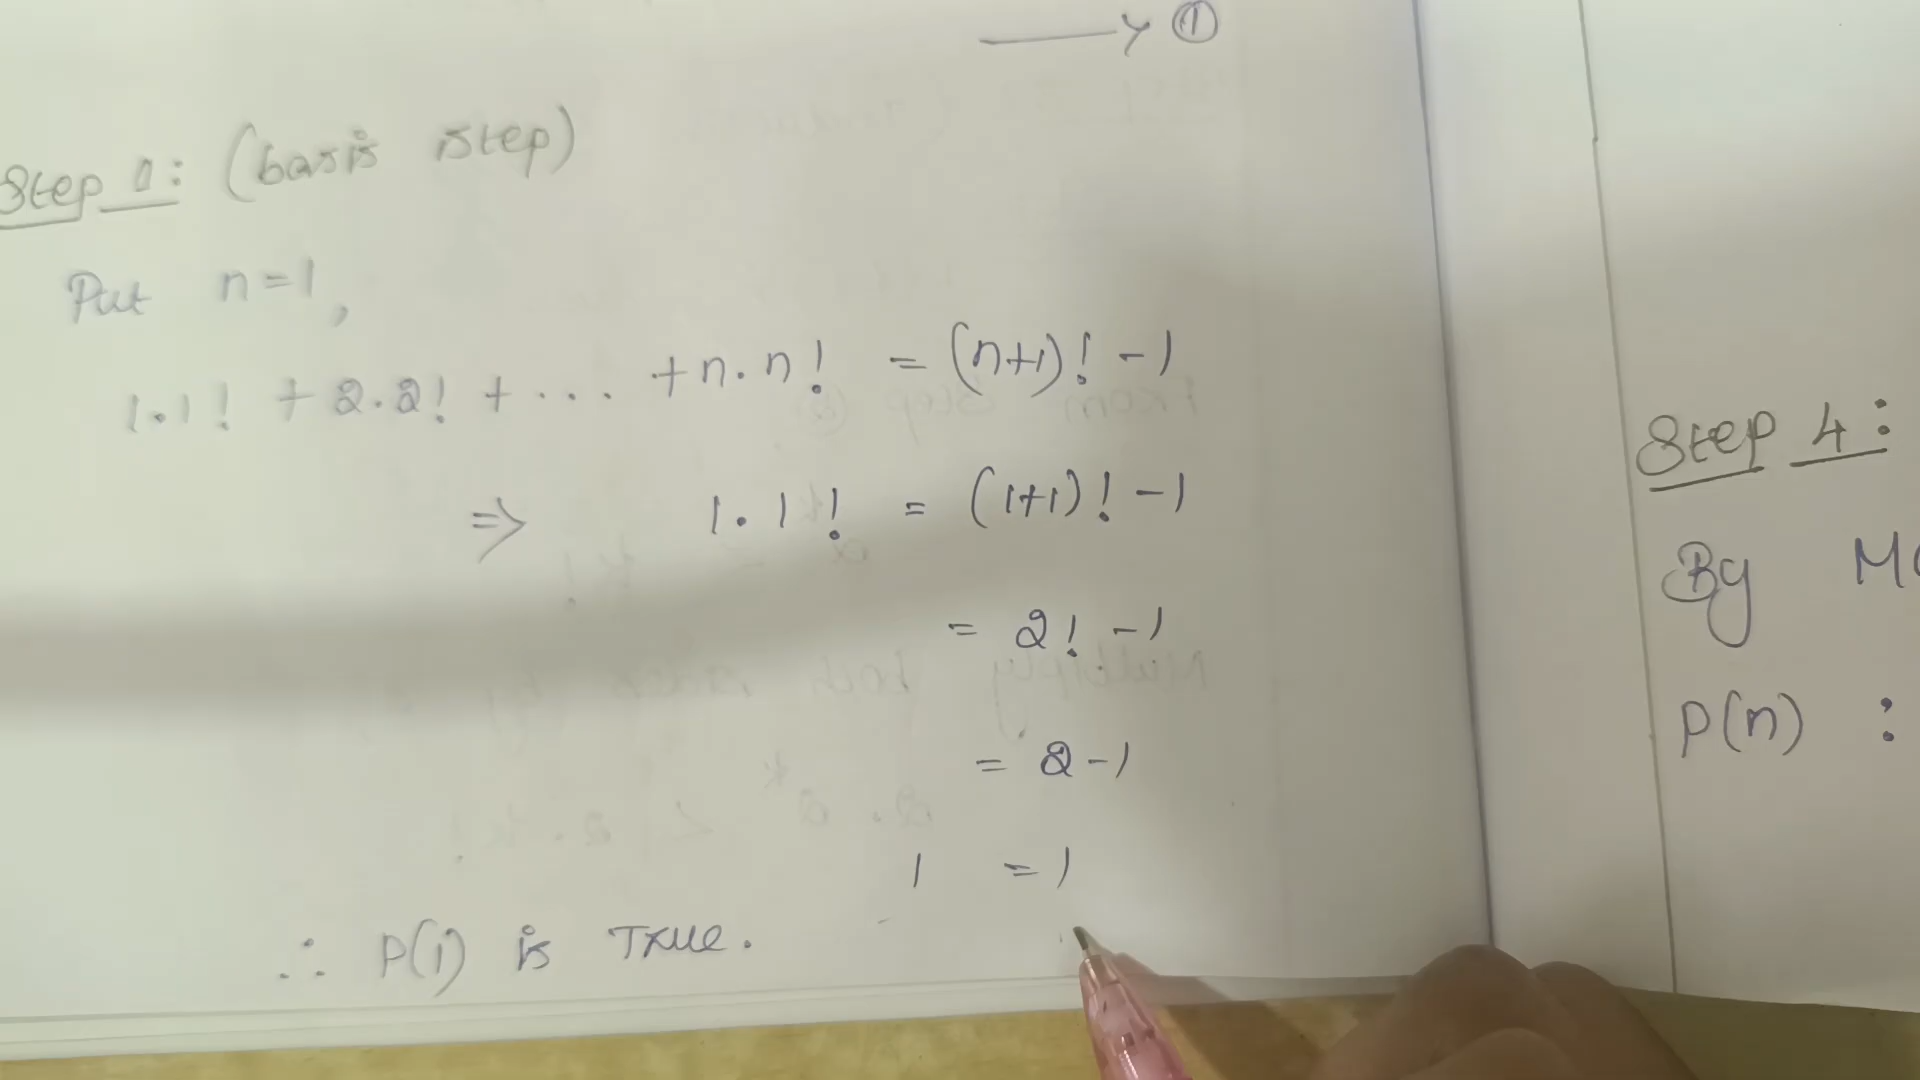 → ①
Step 1: (basis step)
Put n=1,
1.1! + 2.2! + ... + n.n! = (n+1)! - 1
⇒ 1.1! = (1+1)! - 1
= 2! - 1
= 2 - 1
1 = 1
∴ P(1) is True.
Step 4:
By
P(n) :